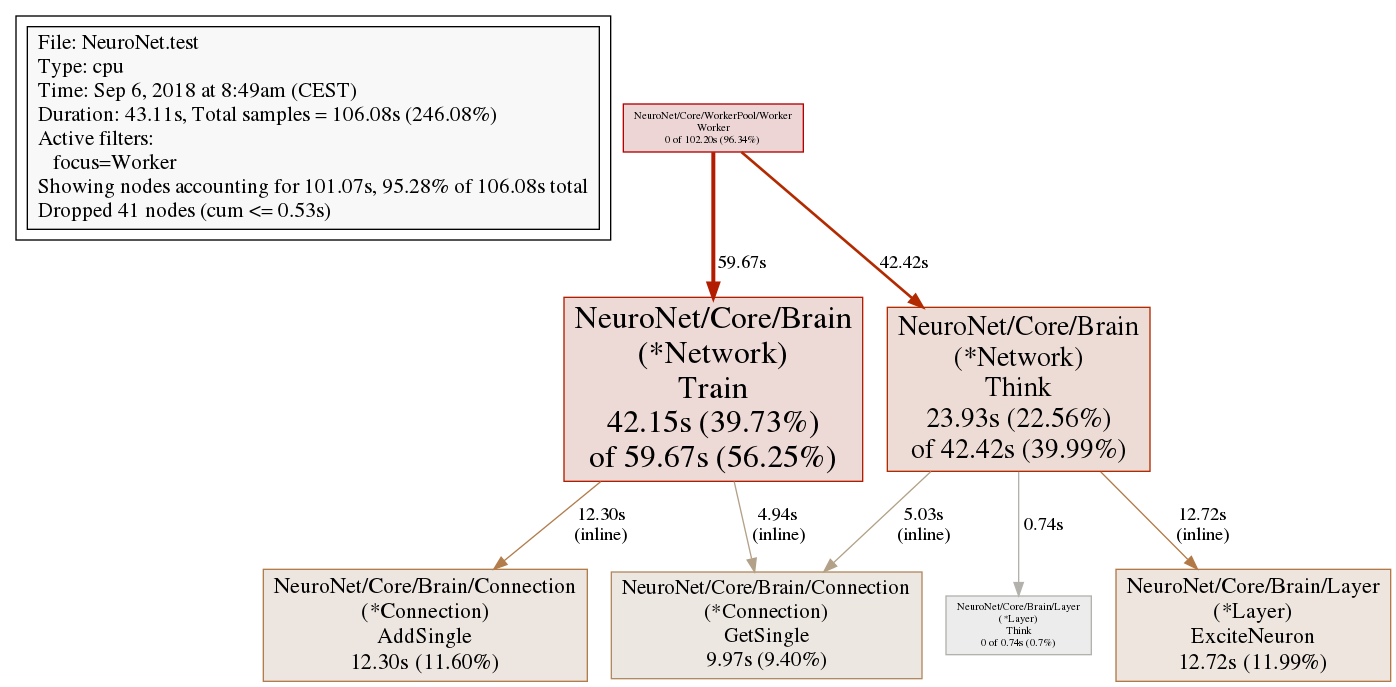 File: NeuroNet.test
Type: cpu
Time: Sep 6, 2018 at 8:49am (CEST)
Duration: 43.11s, Total samples = 106.08s (246.08%)
Active filters:
focus=Worker
Showing nodes accounting for 101.07s, 95.28% of 106.08s total
Dropped 41 nodes (cum <= 0.53s)
NeuroNet/Core/WorkerPool/Worker
Worker
0 of 102.20s (96.34%)
59.67s
42.42s
NeuroNet/Core/Brain
(*Network)
Train
42.15s (39.73%)
of 59.67s (56.25%)
NeuroNet/Core/Brain
(*Network)
Think
23.93s (22.56%)
of 42.42s (39.99%)
12.30s
(inline)
4.94s
(inline)
5.03s
(inline)
0.74s
12.72s
(inline)
NeuroNet/Core/Brain/Connection
(*Connection)
AddSingle
12.30s (11.60%)
NeuroNet/Core/Brain/Connection
(*Connection)
GetSingle
9.97s (9.40%)
NeuroNet/Core/Brain/Layer
(*Layer)
Think
0 of 0.74s (0.7%)
NeuroNet/Core/Brain/Layer
(*Layer)
ExciteNeuron
12.72s (11.99%)